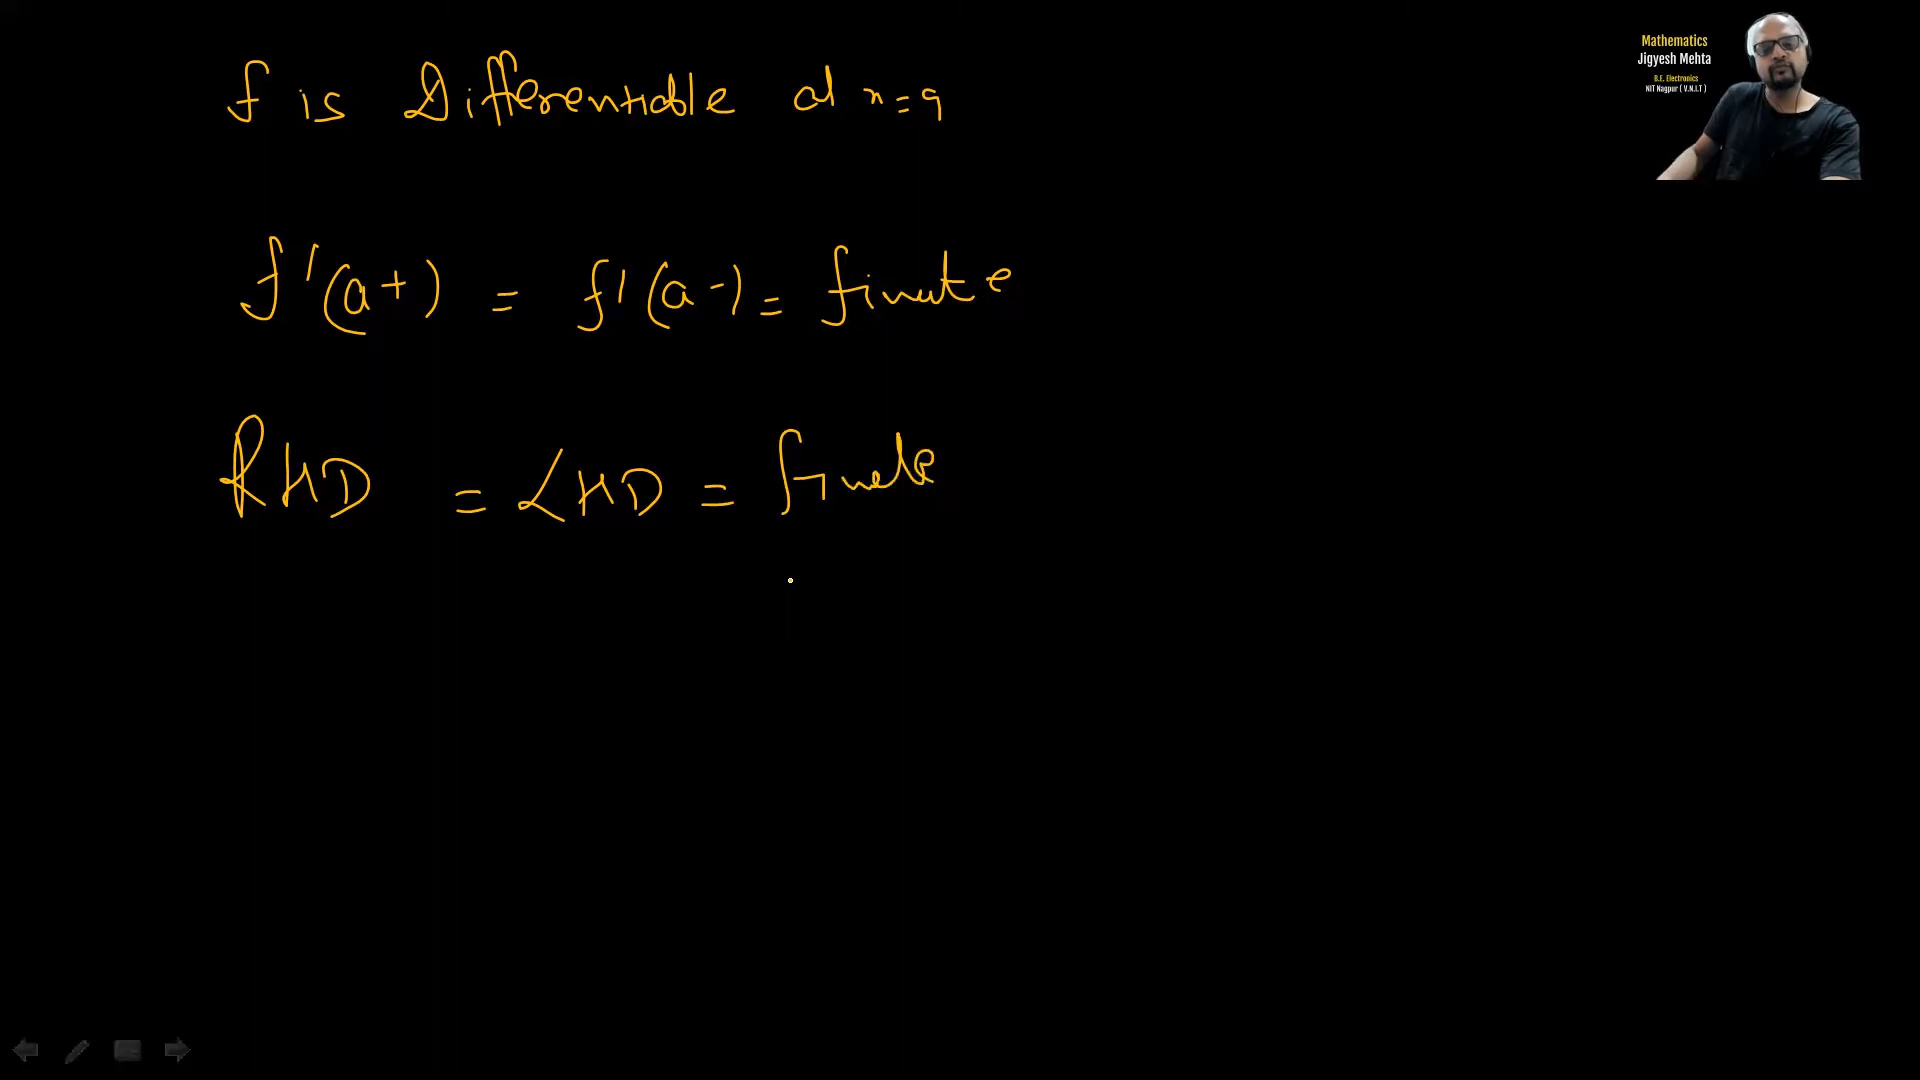 f is Differentiable at x = a
f'(a+) = f'(a-) = finite
RHD = LHD = finite
Mathematics
Jigyesh Mehta
B.E. Electronics
NIT Nagpur ( V.N.I.T )